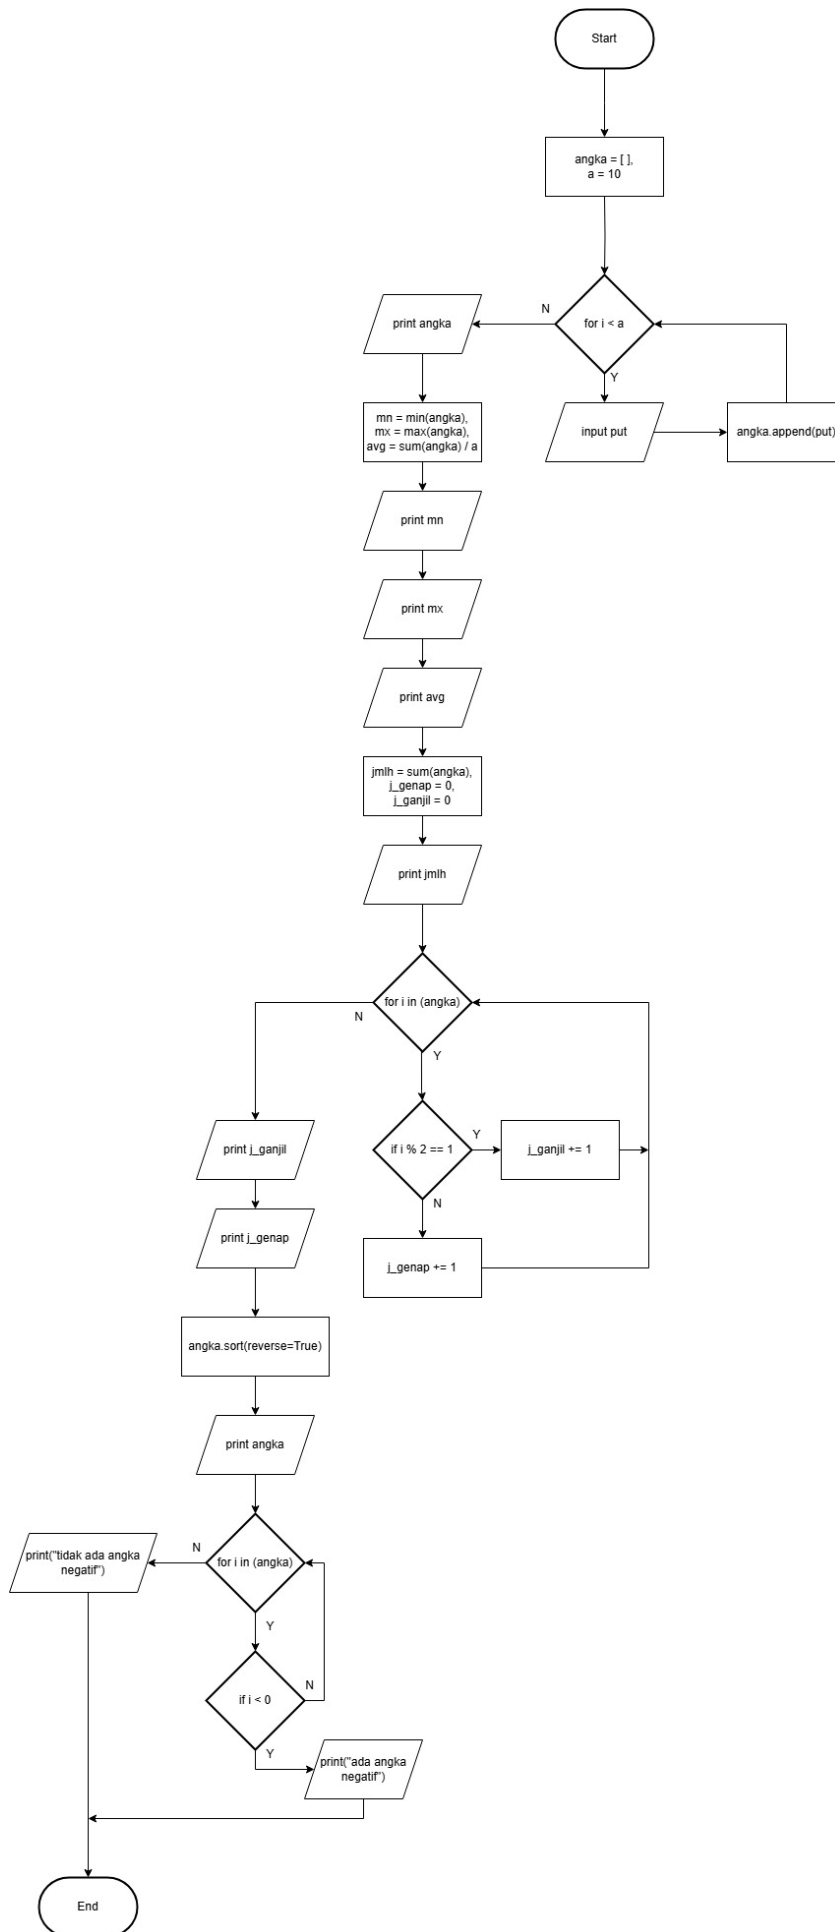 Start
angka = [ ],
a = 10
for i < a
N
Y
print angka
input put
angka.append(put)
mn = min(angka),
mx = max(angka),
avg = sum(angka) / a
print mn
print mx
print avg
jmlh = sum(angka),
j_genap = 0,
j_ganjil = 0
print jmlh
for i in (angka)
N
Y
if i % 2 == 1
Y
j_ganjil += 1
N
j_genap += 1
print j_ganjil
print j_genap
angka.sort(reverse=True)
print angka
for i in (angka)
N
print("tidak ada angka
negatif")
Y
if i < 0
N
Y
print("ada angka
negatif")
End